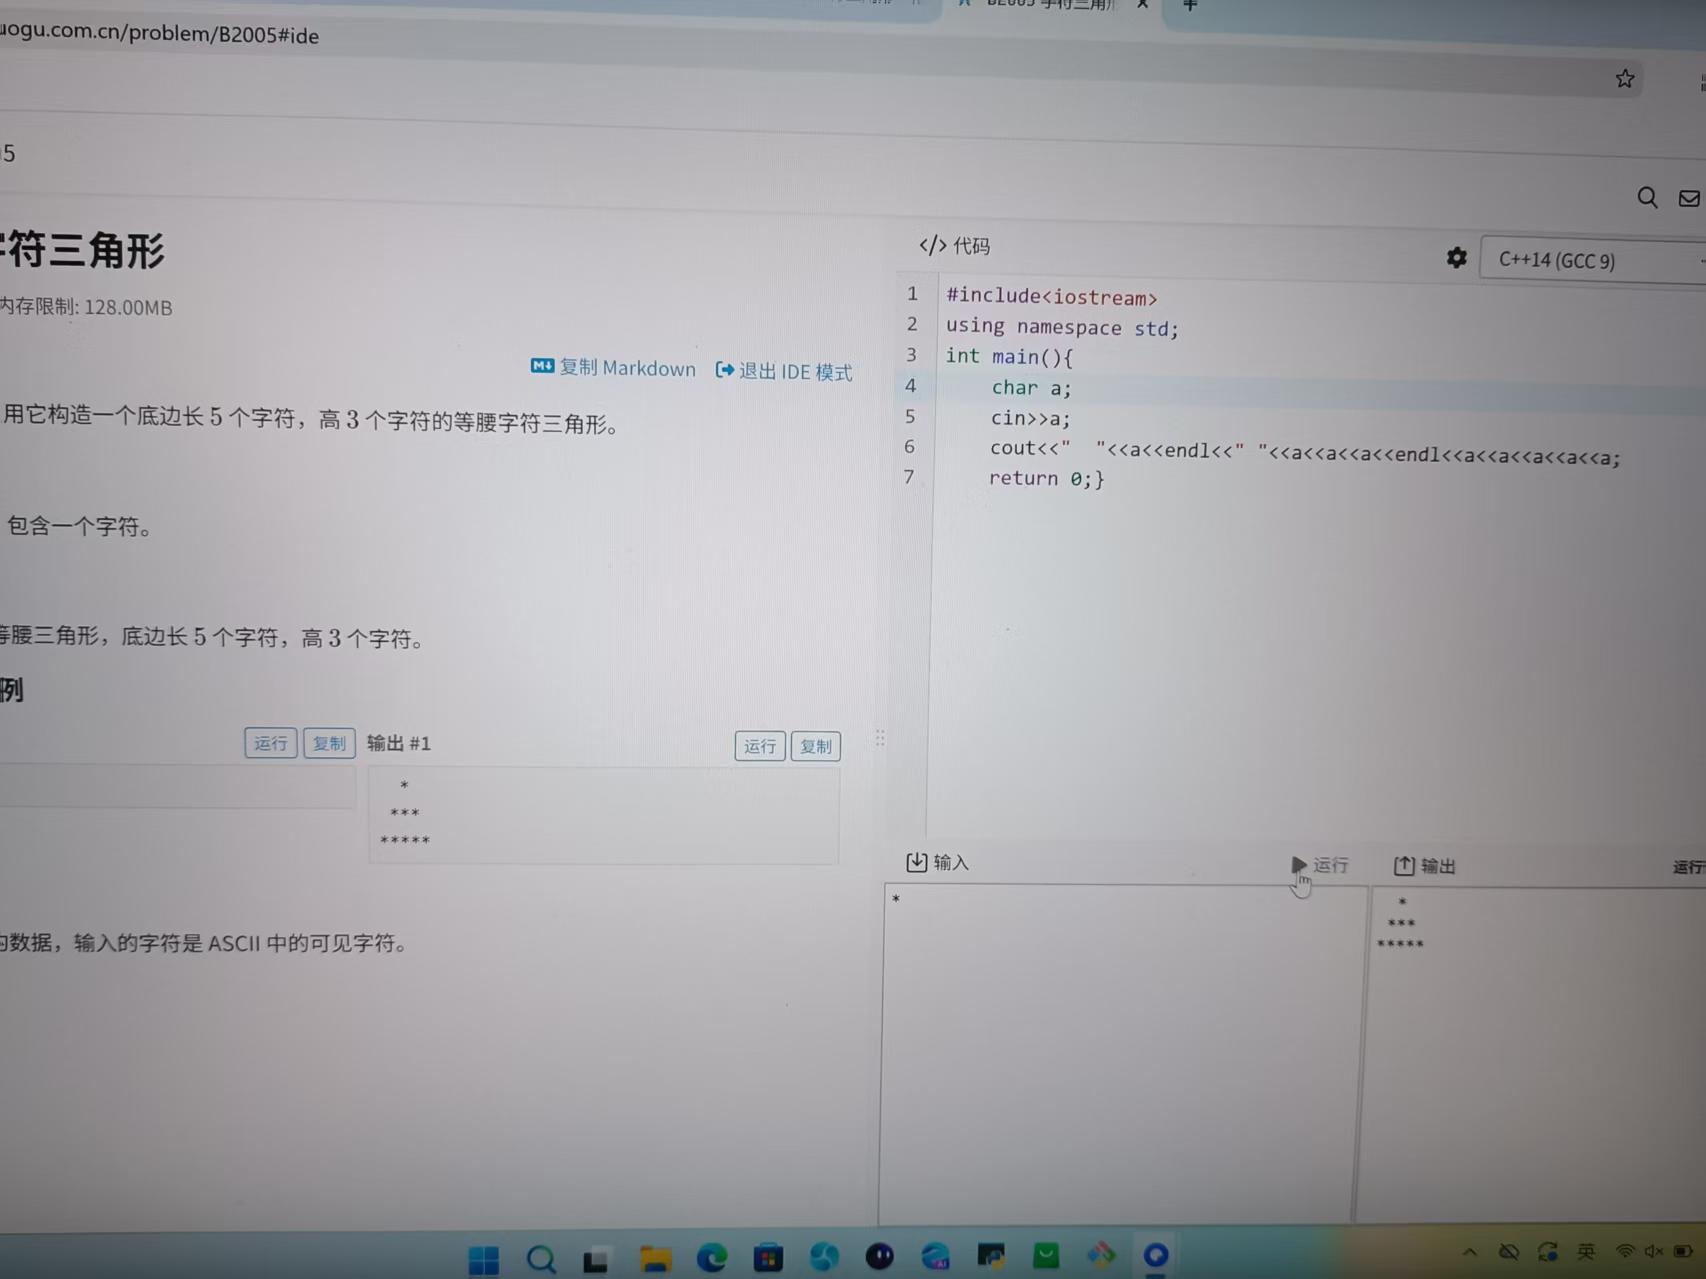 uogu.com.cn/problem/B2005#ide
5
符三角形
内存限制: 128.00MB
复制 Markdown 退出 IDE 模式
用它构造一个底边长 5 个字符，高 3 个字符的等腰字符三角形。
包含一个字符。
等腰三角形，底边长 5 个字符，高 3 个字符。
例
运行 复制 输出 #1 运行 复制
*
***
*****
的数据，输入的字符是 ASCII 中的可见字符。
</> 代码
C++14 (GCC 9)
1 #include<iostream>
2 using namespace std;
3 int main(){
4 char a;
5 cin>>a;
6 cout<<"  "<<a<<endl<<" "<<a<<a<<a<<endl<<a<<a<<a<<a<<a;
7 return 0;}
输入 运行 输出 运行
*
*
***
*****
英